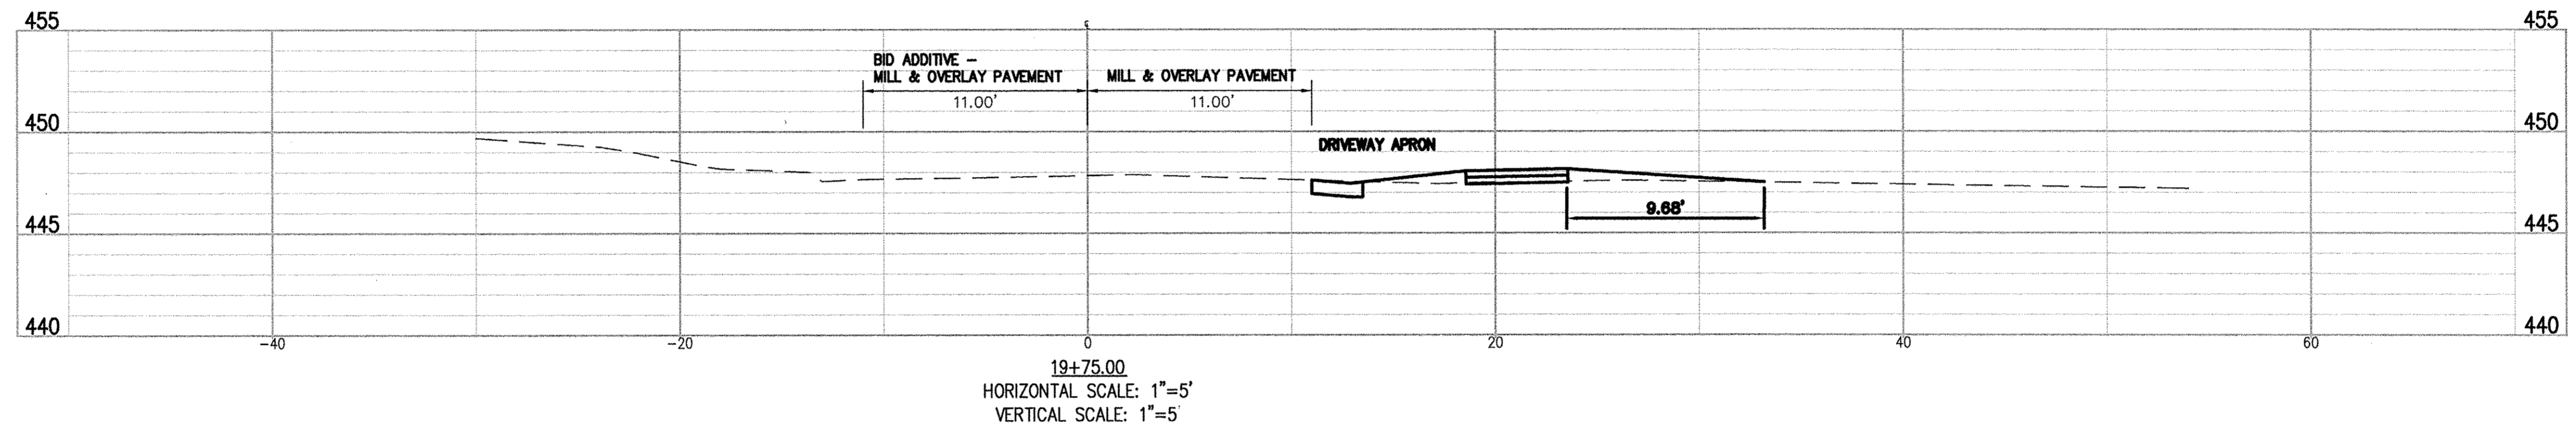 455 455
BID ADDITIVE –
MILL & OVERLAY PAVEMENT MILL & OVERLAY PAVEMENT
11.00' 11.00'
450 450
DRIVEWAY APRON
9.68'
445 445
440 440
-40 -20 0 20 40 60
19+75.00
HORIZONTAL SCALE: 1"=5'
VERTICAL SCALE: 1"=5'